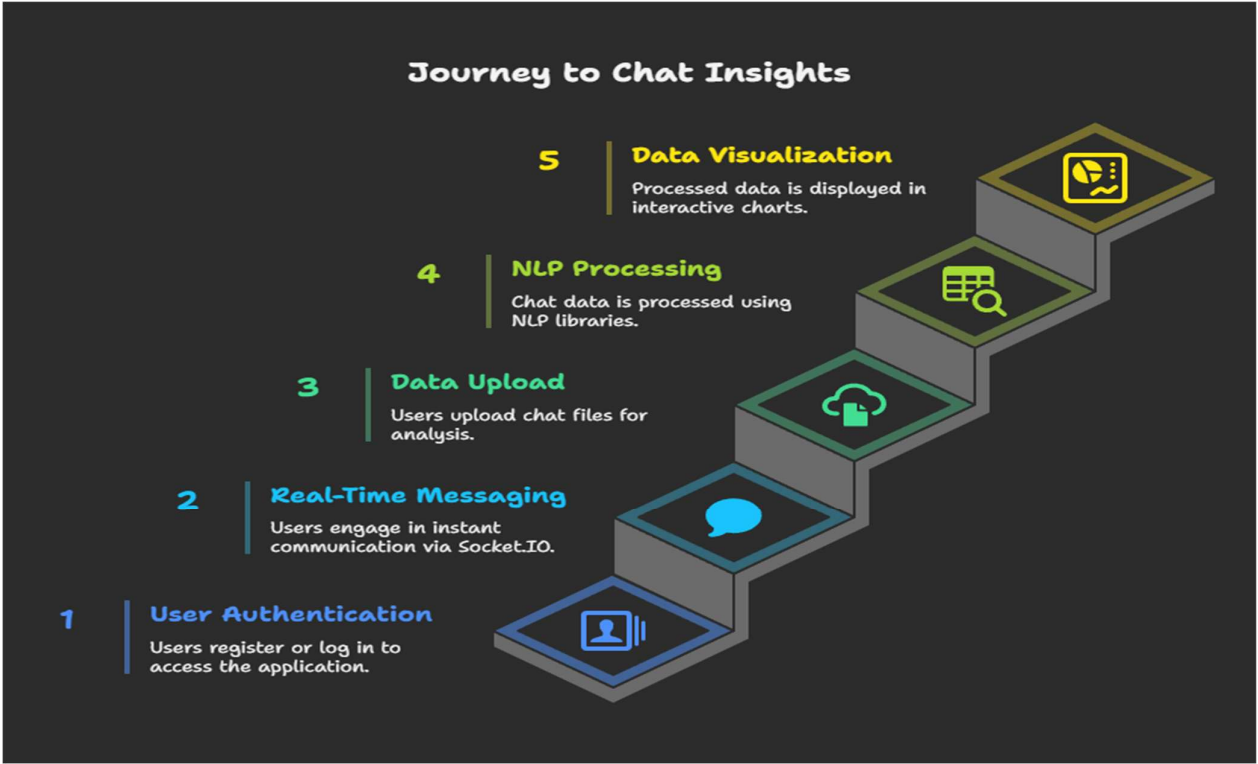 Journey to Chat Insights
5
Data Visualization
Processed data is displayed in
interactive charts.
4
NLP Processing
Chat data is processed using
NLP libraries.
3
Data Upload
Users upload chat files for
analysis.
2
Real-Time Messaging
Users engage in instant
communication via Socket.IO.
1
User Authentication
Users register or log in to
access the application.